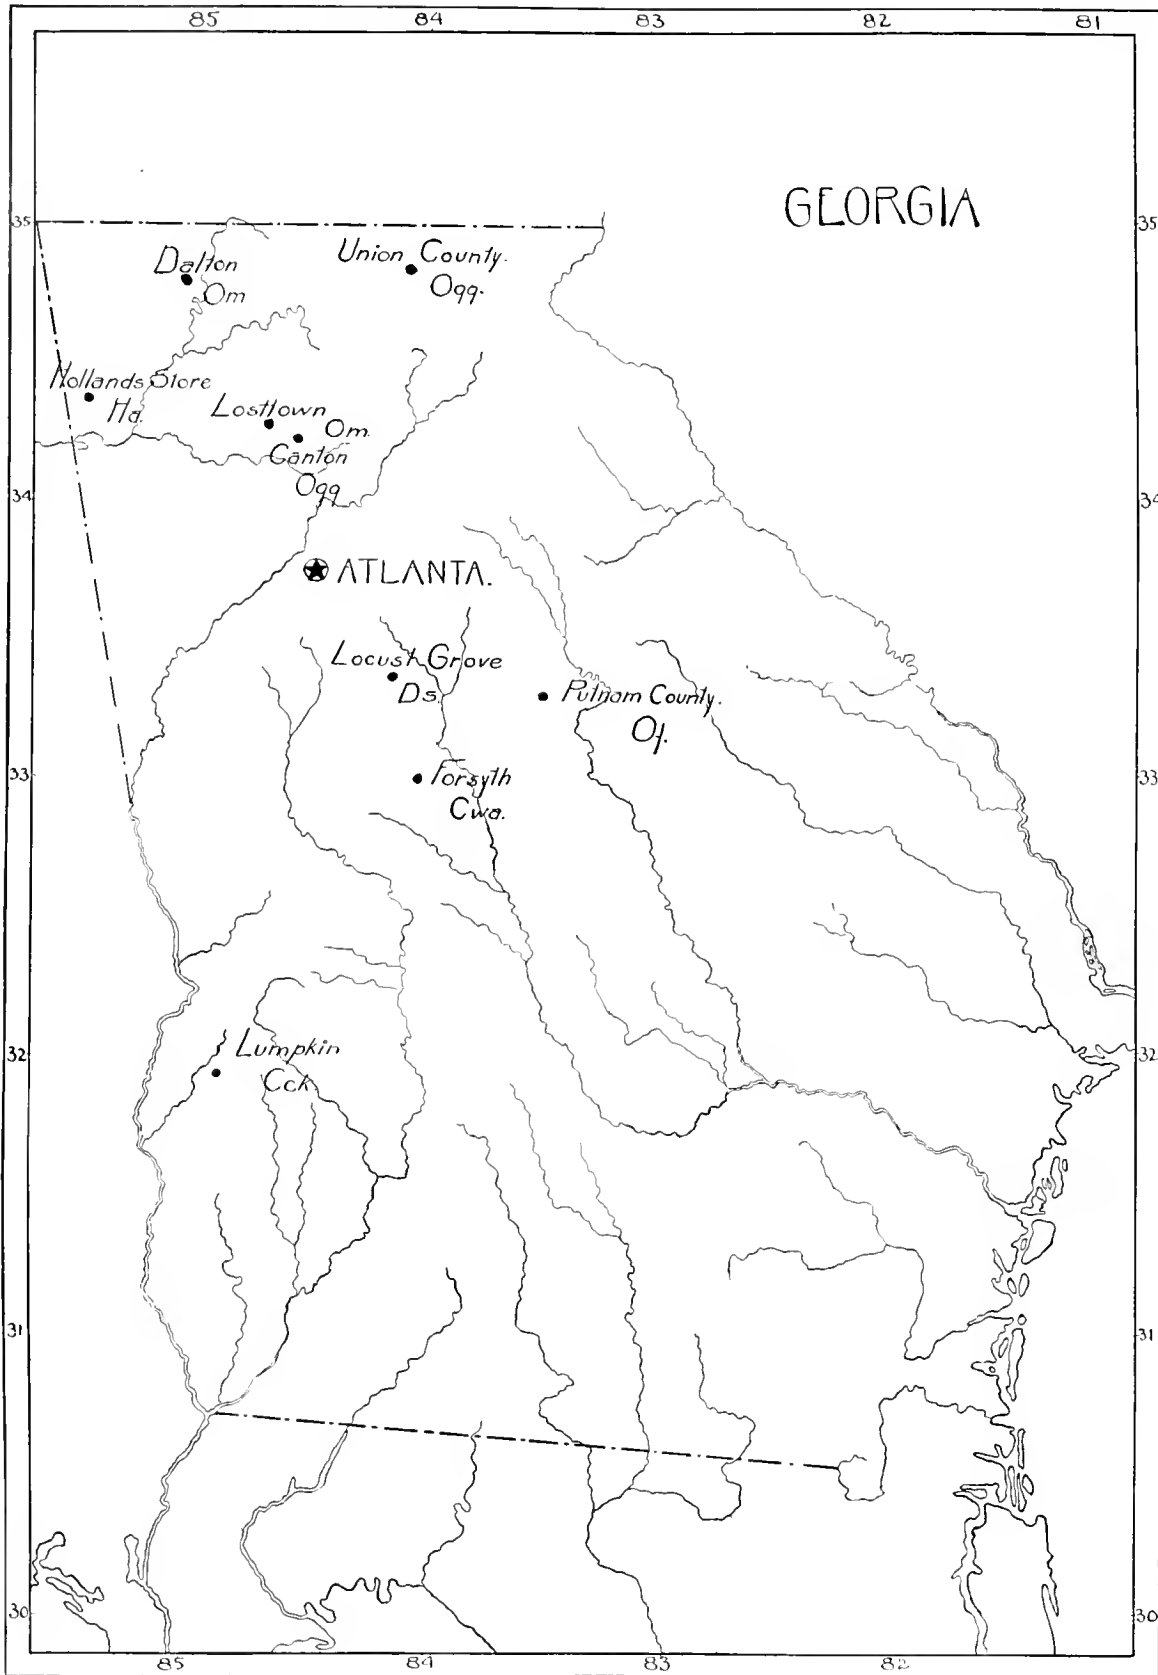 85 84 83 82 81
GEORGIA
35 35
Dalton
Om
Union County.
Ogg.
Hollands Store
Ha.
Losttown
Om.
Canton
Ogg
34 34
ATLANTA.
Locust Grove
Ds.
Putnam County.
Of.
33 33
Forsyth
Cwa.
32 32
Lumpkin
Cck
31 31
30 30
85 84 83 82